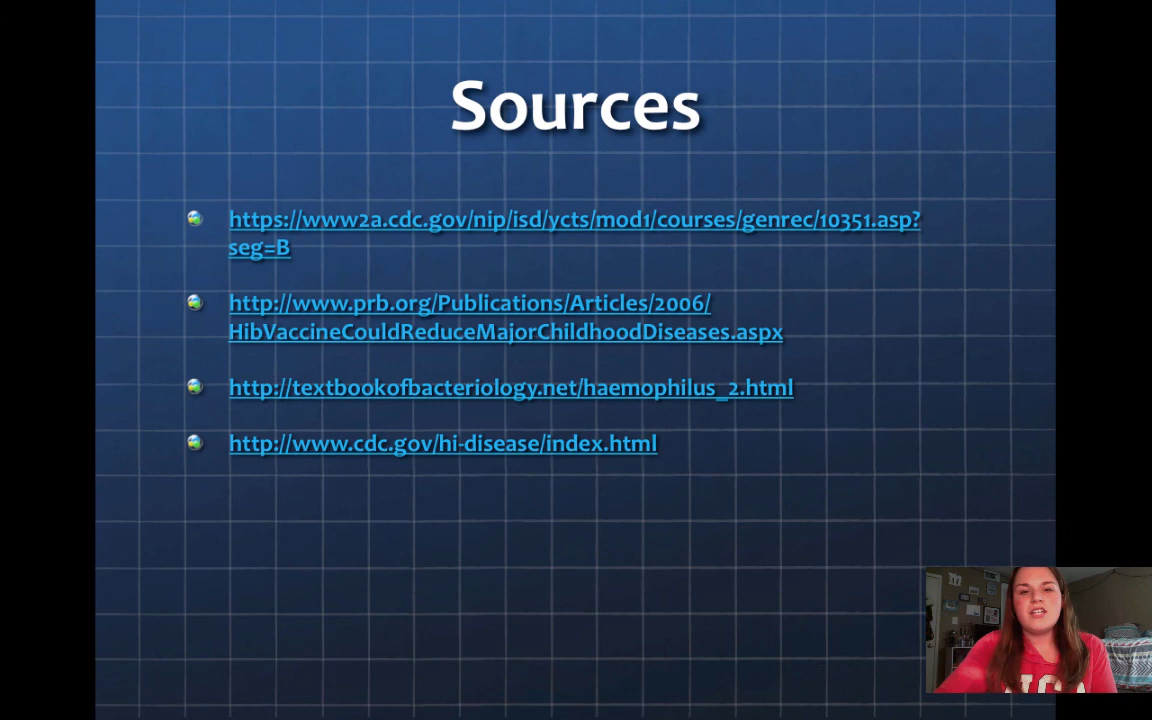 Sources
https://www2a.cdc.gov/nip/isd/ycts/mod1/courses/genrec/10351.asp?
seg=B
http://www.prb.org/Publications/Articles/2006/
HibVaccineCouldReduceMajorChildhoodDiseases.aspx
http://textbookofbacteriology.net/haemophilus_2.html
http://www.cdc.gov/hi-disease/index.html
m